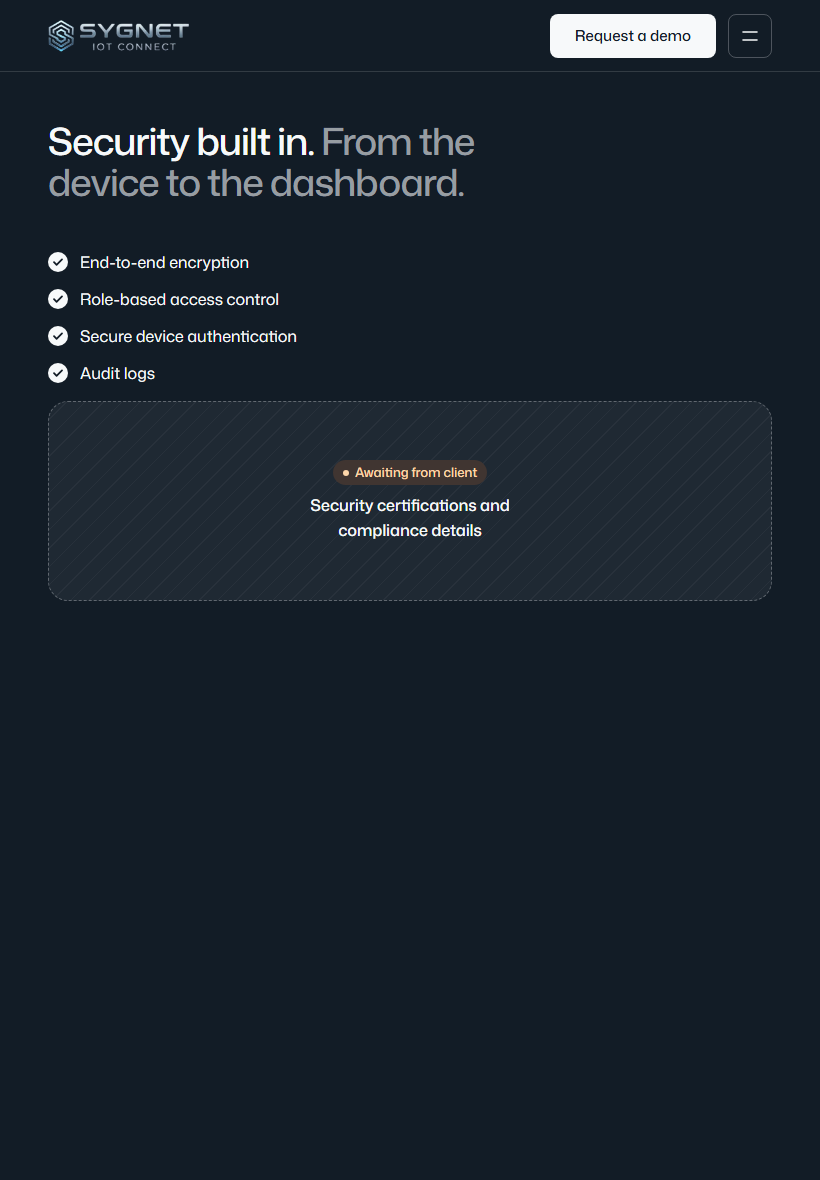 SYGNET
IOT CONNECT
Request a demo
Security built in. From the
device to the dashboard.
End-to-end encryption
Role-based access control
Secure device authentication
Audit logs
Awaiting from client
Security certifications and
compliance details